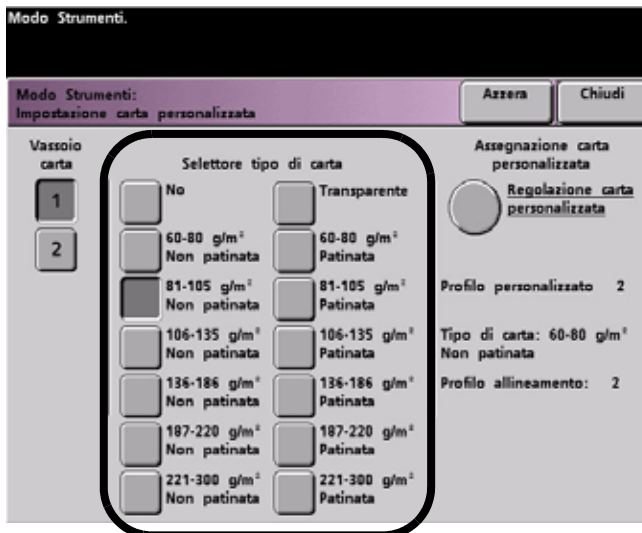 Modo Strumenti.
Modo Strumenti:
Impostazione carta personalizzata
Azzera
Chiudi
Vassoio
carta
1
2
Selettore tipo di carta
No
Transparente
60-80 g/m²
Non patinata
60-80 g/m²
Patinata
81-105 g/m²
Non patinata
81-105 g/m²
Patinata
106-135 g/m²
Non patinata
106-135 g/m²
Patinata
136-186 g/m²
Non patinata
136-186 g/m²
Patinata
187-220 g/m²
Non patinata
187-220 g/m²
Patinata
221-300 g/m²
Non patinata
221-300 g/m²
Patinata
Assegnazione carta
personalizzata
Regolazione carta
personalizzata
Profilo personalizzato 2
Tipo di carta: 60-80 g/m²
Non patinata
Profilo allineamento: 2